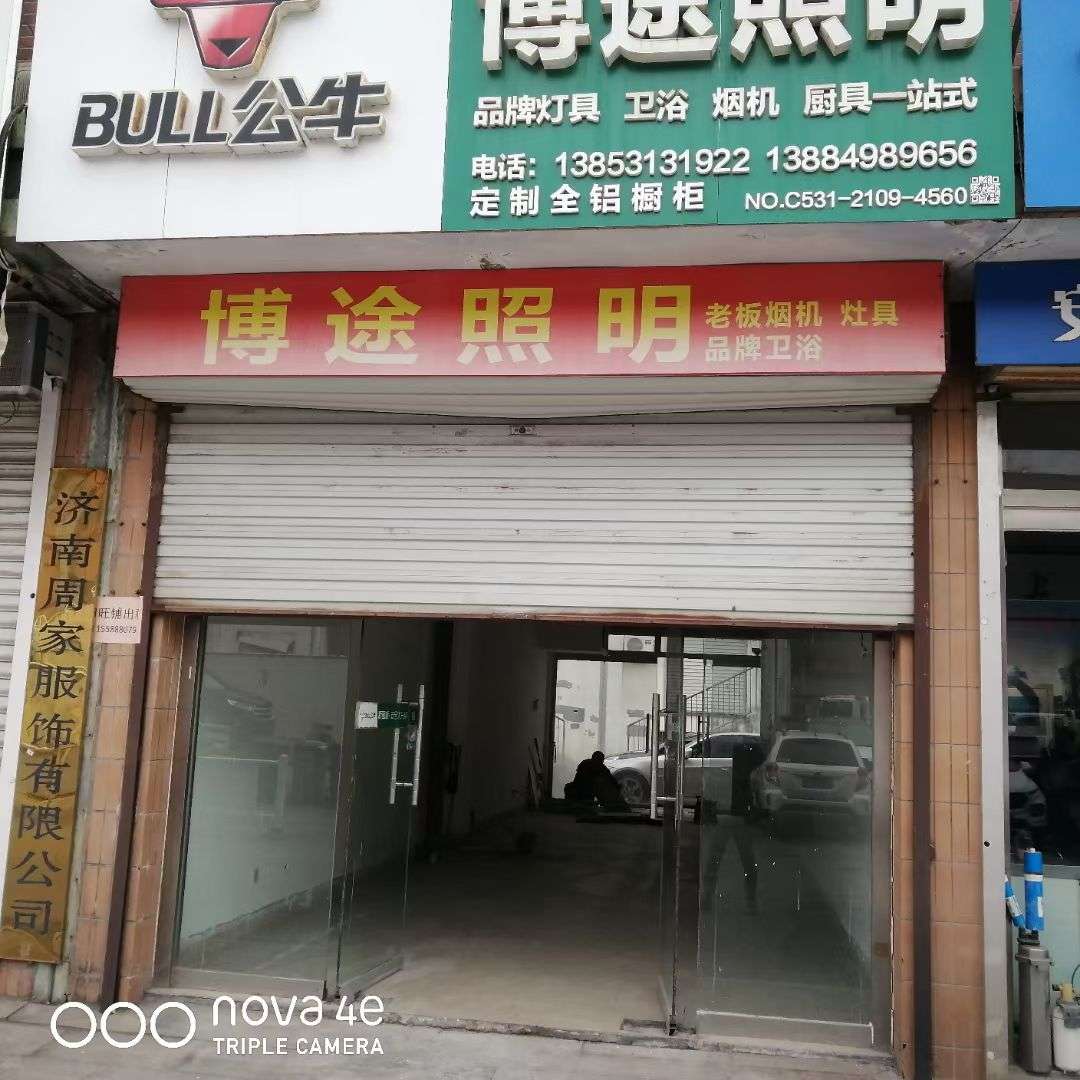 BULL公牛
博途照明
品牌灯具 卫浴 烟机 厨具一站式
电话：13853131922 13884989656
定制全铝橱柜 NO.C531-2109-4560
博途照明
老板烟机 灶具
品牌卫浴
济南周家服饰有限公司
旺铺出
nova 4e
TRIPLE CAMERA